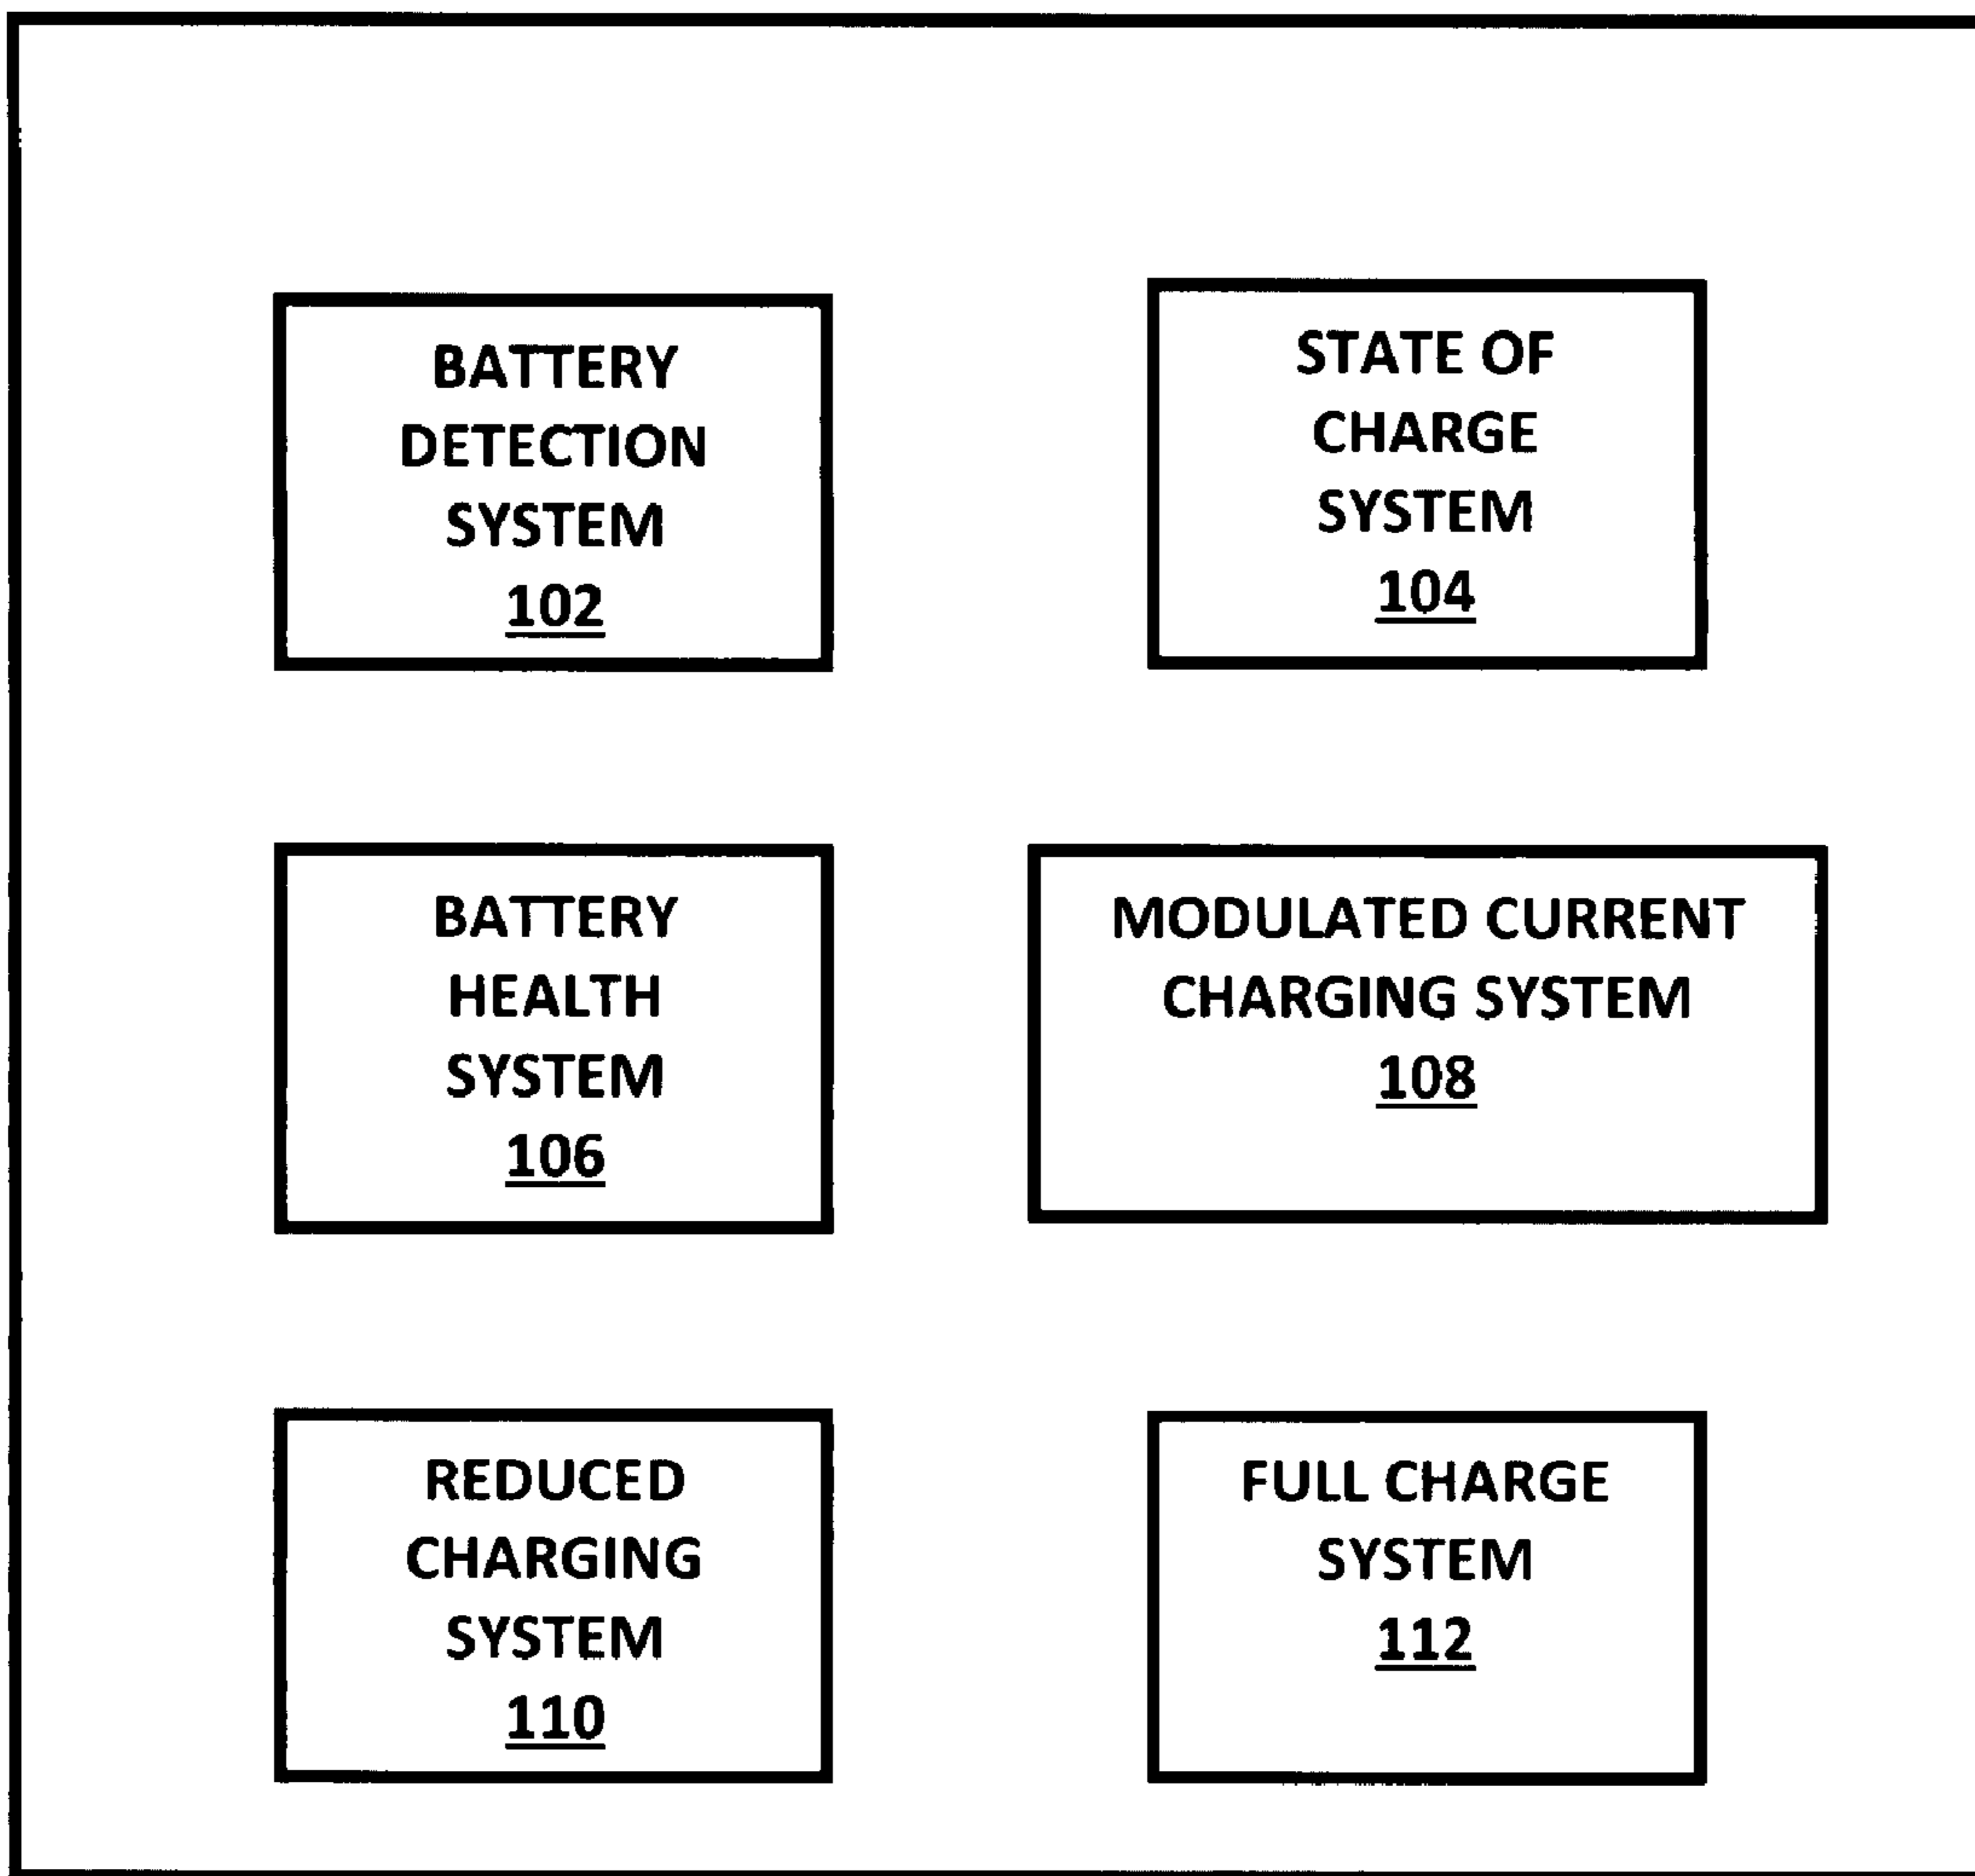 BATTERY
DETECTION
SYSTEM
102
STATE OF
CHARGE
SYSTEM
104
BATTERY
HEALTH
SYSTEM
106
MODULATED CURRENT
CHARGING SYSTEM
108
REDUCED
CHARGING
SYSTEM
110
FULL CHARGE
SYSTEM
112